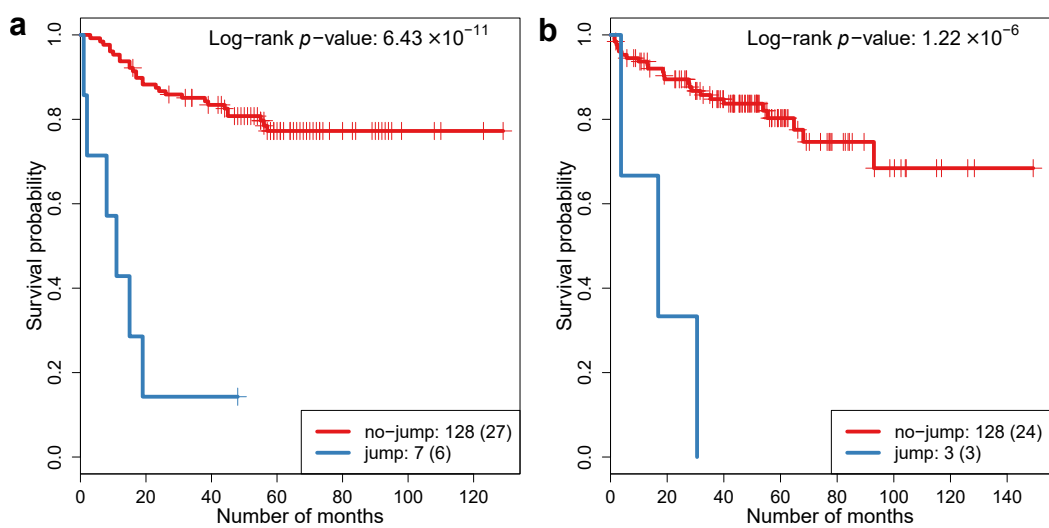 a
Log−rank p−value: 6.43 ×10−11
Survival probability
1.0
0.8
0.6
0.4
0.2
0.0
no−jump: 128 (27)
jump: 7 (6)
0 20 40 60 80 100 120
Number of months
b
Log−rank p−value: 1.22 ×10−6
Survival probability
1.0
0.8
0.6
0.4
0.2
0.0
no−jump: 128 (24)
jump: 3 (3)
0 20 40 60 80 100 120 140
Number of months